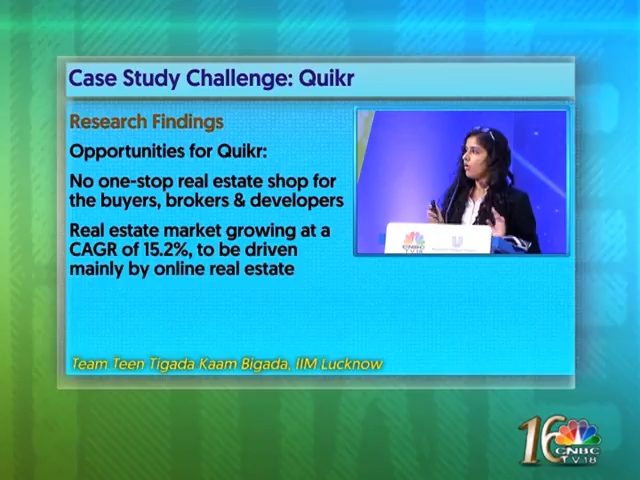 Case Study Challenge: Quikr
Research Findings
Opportunities for Quikr:
No one-stop real estate shop for
the buyers, brokers & developers
Real estate market growing at a
CAGR of 15.2%, to be driven
mainly by online real estate
CNBC
TV18
Team Teen Tigada Kaam Bigada, IIM Lucknow
16
CNBC
TV18